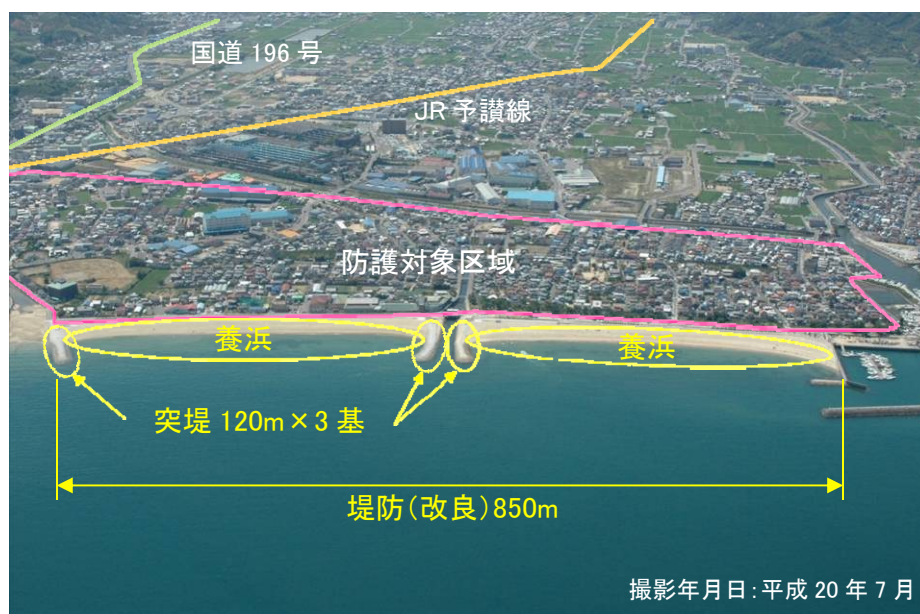 国道 196 号
JR 予讃線
防護対象区域
養浜
養浜
突堤 120m×3 基
堤防(改良)850m
撮影年月日:平成 20 年 7 月